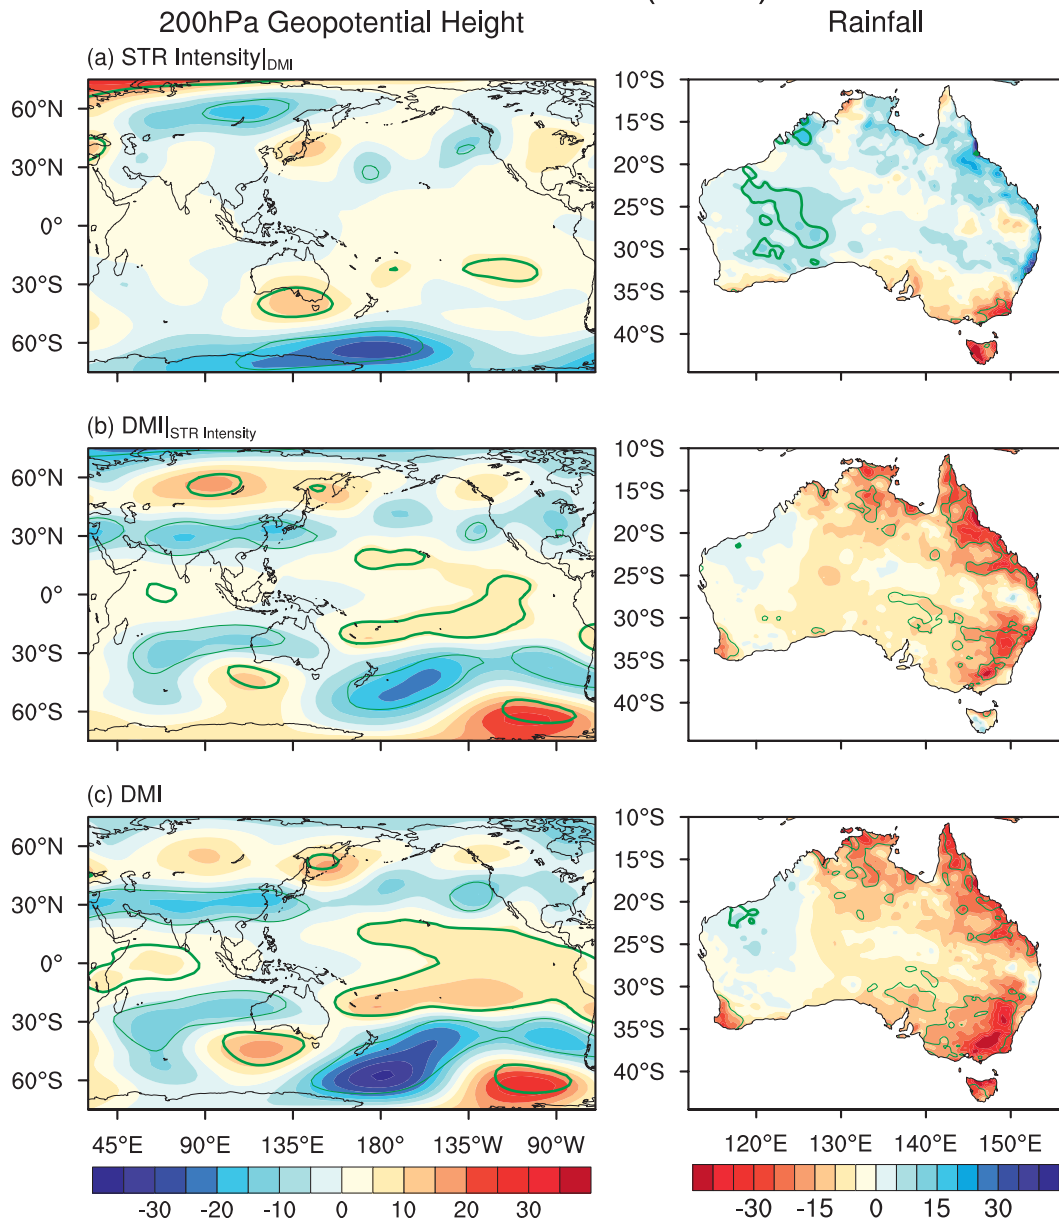 200hPa Geopotential Height Rainfall
(a) STR Intensity|DMI
60°N
30°N
0°
30°S
60°S
10°S
15°S
20°S
25°S
30°S
35°S
40°S
(b) DMI|STR Intensity
60°N
30°N
0°
30°S
60°S
10°S
15°S
20°S
25°S
30°S
35°S
40°S
(c) DMI
60°N
30°N
0°
30°S
60°S
10°S
15°S
20°S
25°S
30°S
35°S
40°S
45°E 90°E 135°E 180° 135°W 90°W
120°E 130°E 140°E 150°E
-30 -20 -10 0 10 20 30
-30 -15 0 15 30